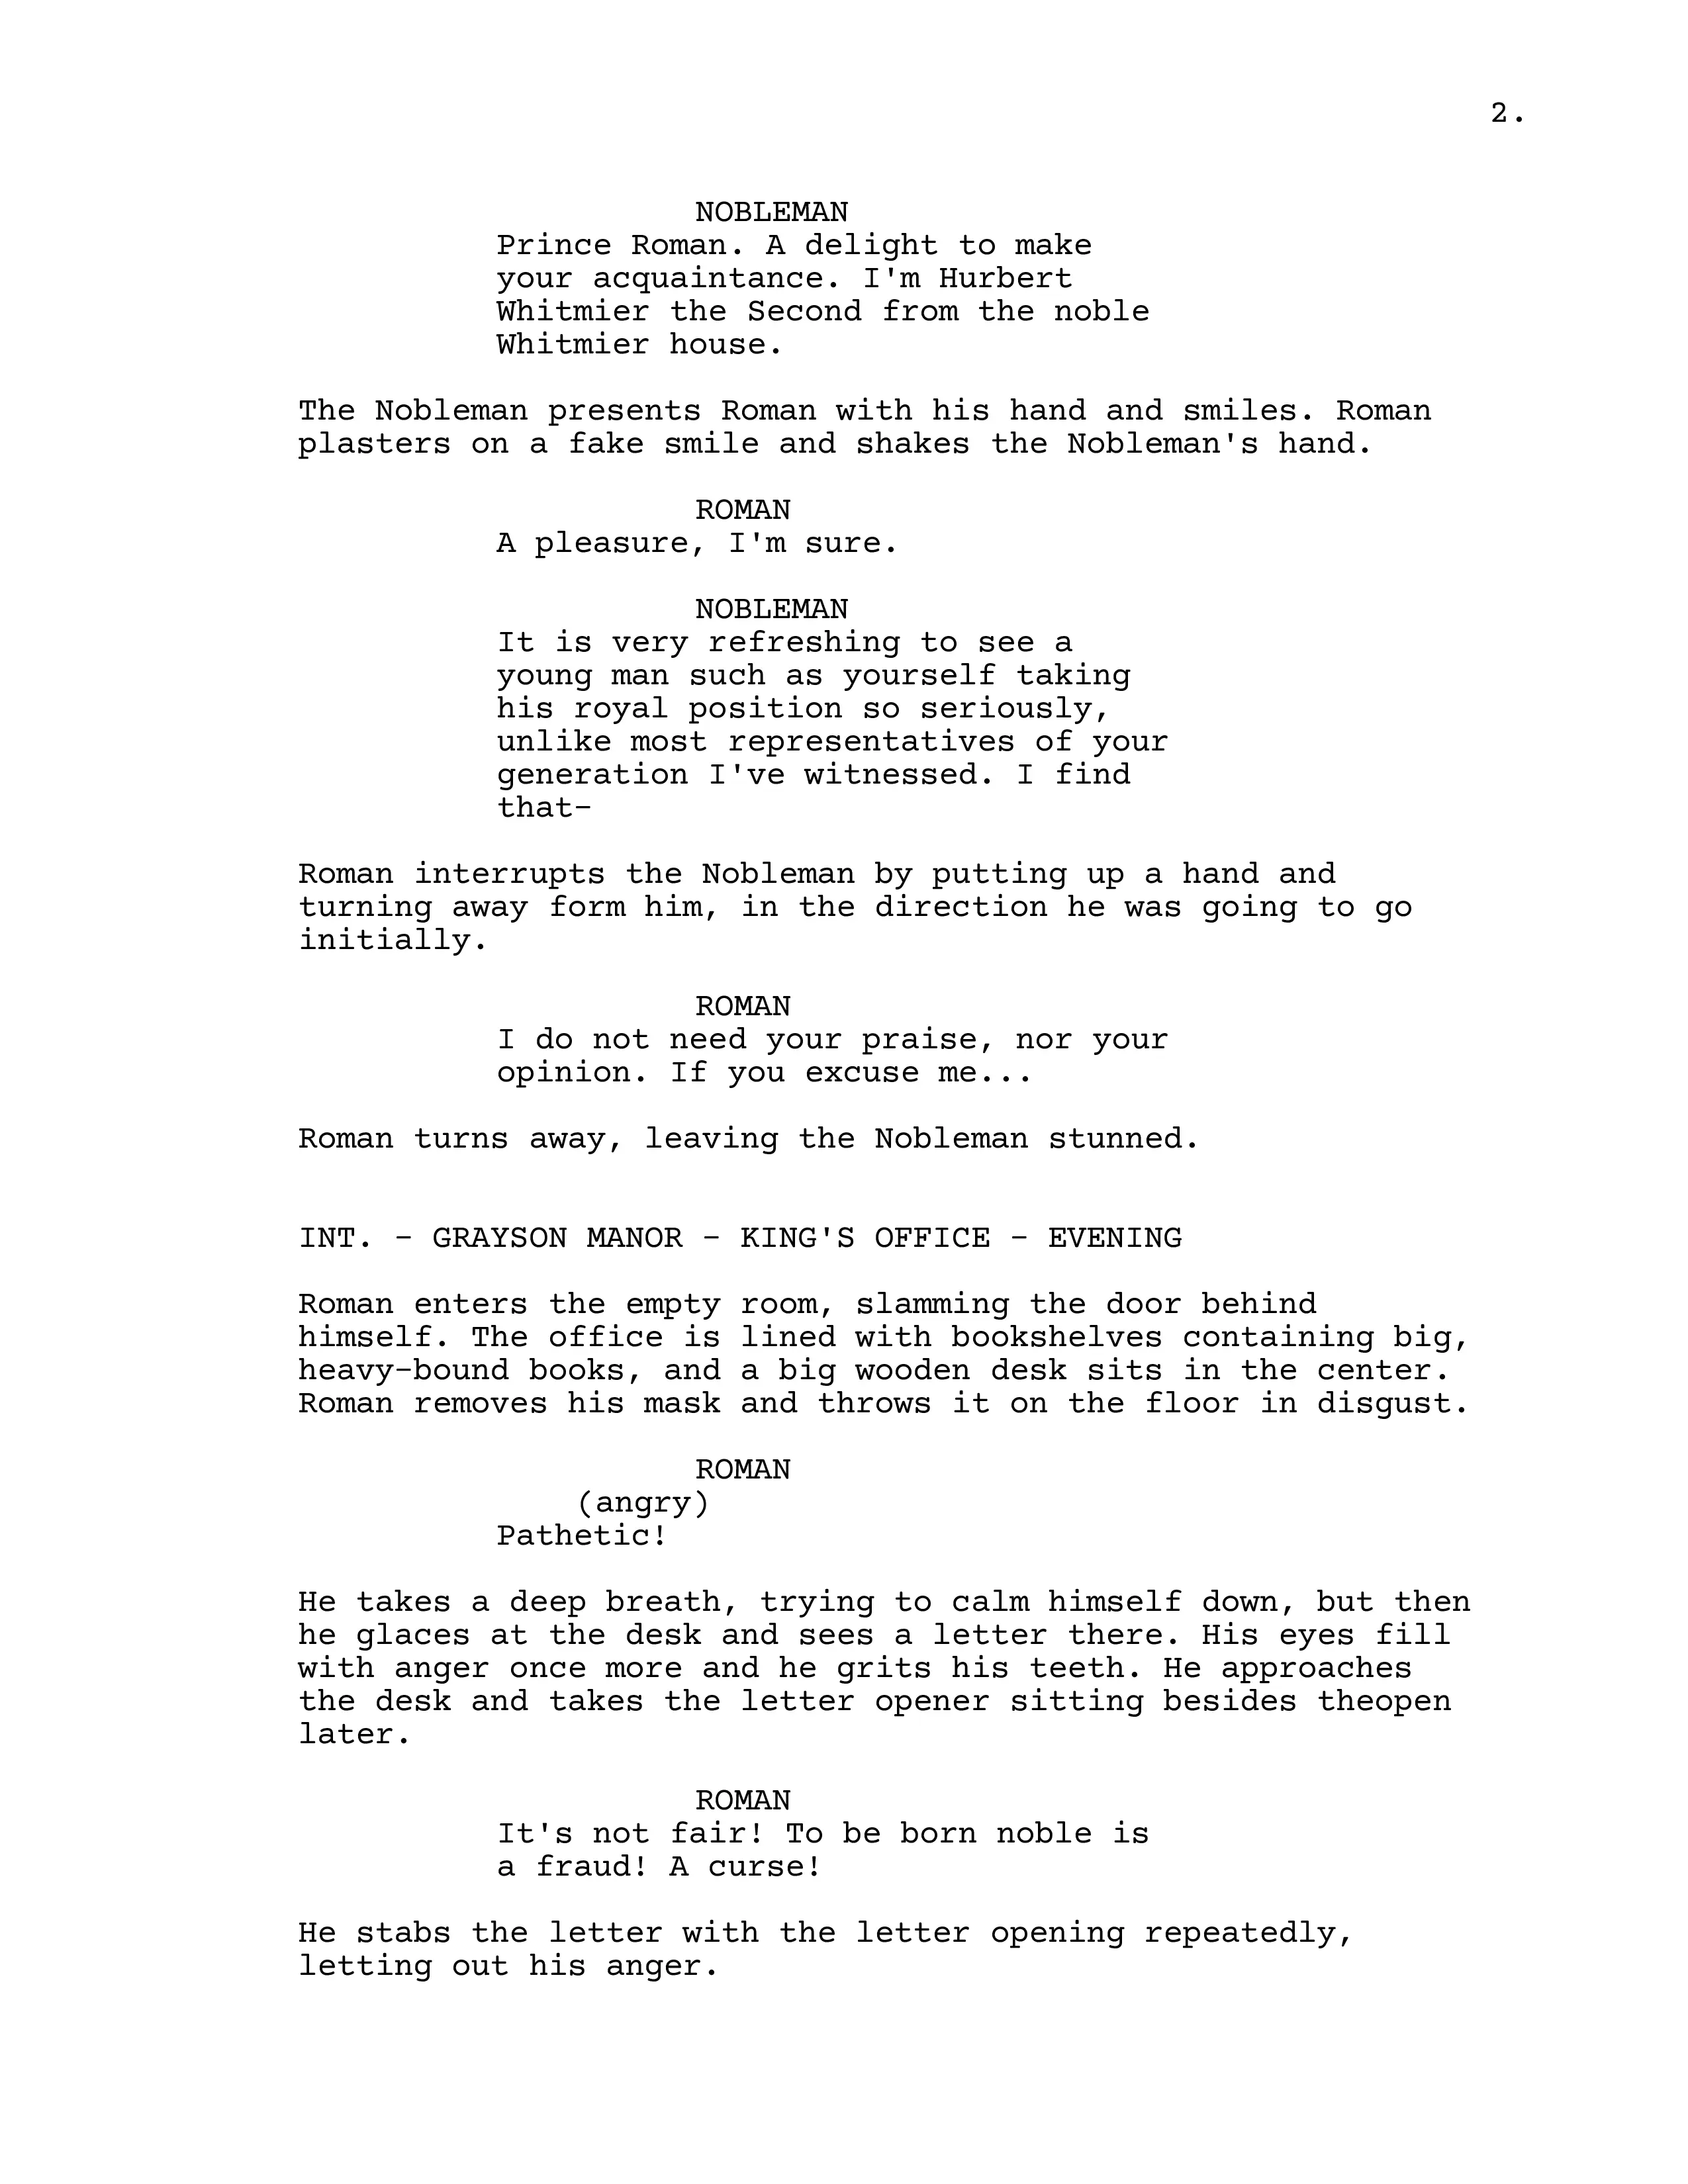 2.
NOBLEMAN
Prince Roman. A delight to make
your acquaintance. I'm Hurbert
Whitmier the Second from the noble
Whitmier house.
The Nobleman presents Roman with his hand and smiles. Roman
plasters on a fake smile and shakes the Nobleman's hand.
ROMAN
A pleasure, I'm sure.
NOBLEMAN
It is very refreshing to see a
young man such as yourself taking
his royal position so seriously,
unlike most representatives of your
generation I've witnessed. I find
that-
Roman interrupts the Nobleman by putting up a hand and
turning away form him, in the direction he was going to go
initially.
ROMAN
I do not need your praise, nor your
opinion. If you excuse me...
Roman turns away, leaving the Nobleman stunned.
INT. - GRAYSON MANOR - KING'S OFFICE - EVENING
Roman enters the empty room, slamming the door behind
himself. The office is lined with bookshelves containing big,
heavy-bound books, and a big wooden desk sits in the center.
Roman removes his mask and throws it on the floor in disgust.
ROMAN
(angry)
Pathetic!
He takes a deep breath, trying to calm himself down, but then
he glaces at the desk and sees a letter there. His eyes fill
with anger once more and he grits his teeth. He approaches
the desk and takes the letter opener sitting besides theopen
later.
ROMAN
It's not fair! To be born noble is
a fraud! A curse!
He stabs the letter with the letter opening repeatedly,
letting out his anger.